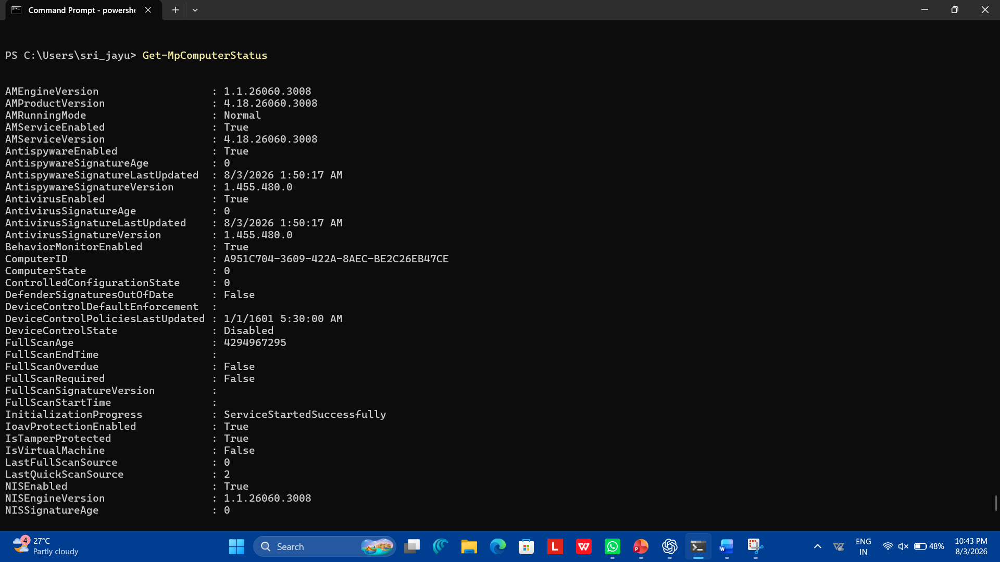 Command Prompt - powershe
PS C:\Users\sri_jayu> Get-MpComputerStatus
AMEngineVersion : 1.1.26060.3008
AMProductVersion : 4.18.26060.3008
AMRunningMode : Normal
AMServiceEnabled : True
AMServiceVersion : 4.18.26060.3008
AntispywareEnabled : True
AntispywareSignatureAge : 0
AntispywareSignatureLastUpdated : 8/3/2026 1:50:17 AM
AntispywareSignatureVersion : 1.455.480.0
AntivirusEnabled : True
AntivirusSignatureAge : 0
AntivirusSignatureLastUpdated : 8/3/2026 1:50:17 AM
AntivirusSignatureVersion : 1.455.480.0
BehaviorMonitorEnabled : True
ComputerID : A951C704-3609-422A-8AEC-BE2C26EB47CE
ComputerState : 0
ControlledConfigurationState : 0
DefenderSignaturesOutOfDate : False
DeviceControlDefaultEnforcement :
DeviceControlPoliciesLastUpdated : 1/1/1601 5:30:00 AM
DeviceControlState : Disabled
FullScanAge : 4294967295
FullScanEndTime :
FullScanOverdue : False
FullScanRequired : False
FullScanSignatureVersion :
FullScanStartTime :
InitializationProgress : ServiceStartedSuccessfully
IoavProtectionEnabled : True
IsTamperProtected : True
IsVirtualMachine : False
LastFullScanSource : 0
LastQuickScanSource : 2
NISEnabled : True
NISEngineVersion : 1.1.26060.3008
NISSignatureAge : 0
4 27°C
Partly cloudy
Search
L
W
P
W
ENG
IN
48%
10:43 PM
8/3/2026